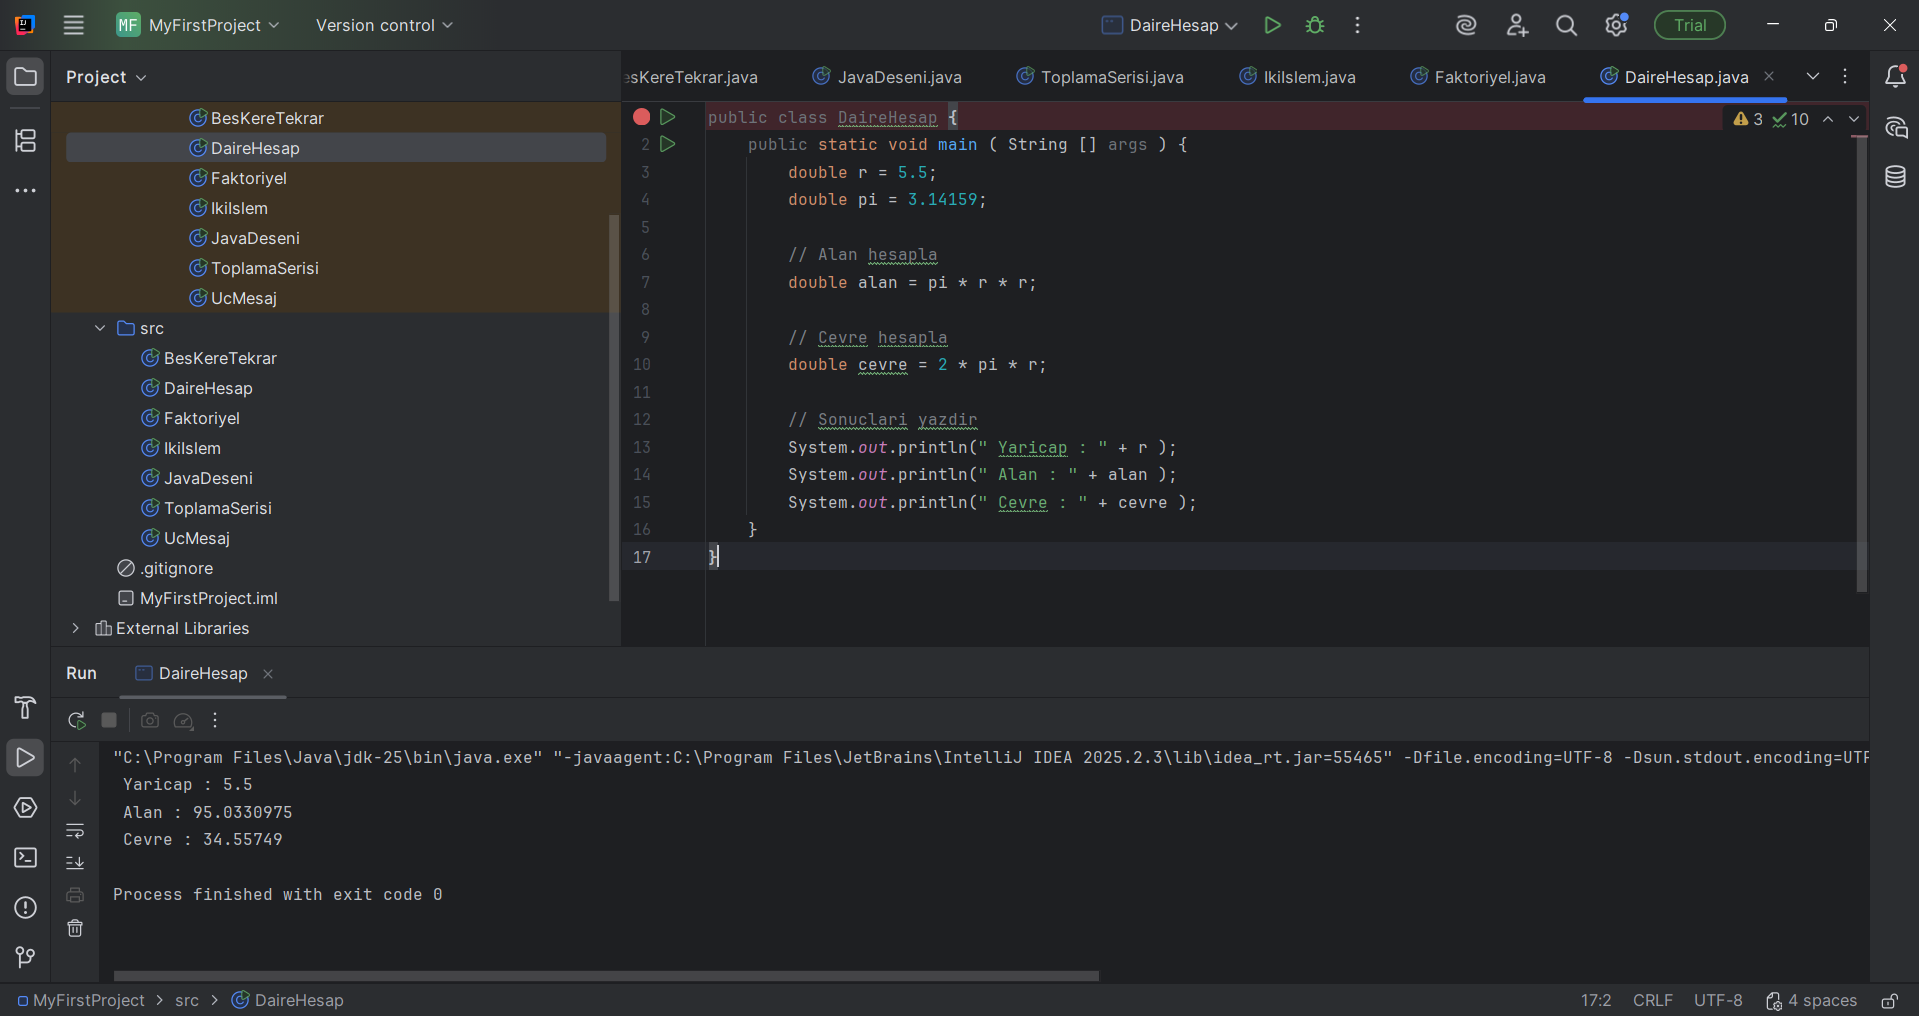 MF MyFirstProject Version control DaireHesap Trial
Project
esKereTekrar.java JavaDeseni.java ToplamaSerisi.java IkiIslem.java Faktoriyel.java DaireHesap.java
BesKereTekrar
DaireHesap
Faktoriyel
IkiIslem
JavaDeseni
ToplamaSerisi
UcMesaj
src
BesKereTekrar
DaireHesap
Faktoriyel
IkiIslem
JavaDeseni
ToplamaSerisi
UcMesaj
.gitignore
MyFirstProject.iml
External Libraries
public class DaireHesap {
3 10
2 public static void main ( String [] args ) {
3 double r = 5.5;
4 double pi = 3.14159;
5
6 // Alan hesapla
7 double alan = pi * r * r;
8
9 // Cevre hesapla
10 double cevre = 2 * pi * r;
11
12 // Sonuclari yazdir
13 System.out.println(" Yaricap : " + r );
14 System.out.println(" Alan : " + alan );
15 System.out.println(" Cevre : " + cevre );
16 }
17 }
Run DaireHesap
"C:\Program Files\Java\jdk-25\bin\java.exe" "-javaagent:C:\Program Files\JetBrains\IntelliJ IDEA 2025.2.3\lib\idea_rt.jar=55465" -Dfile.encoding=UTF-8 -Dsun.stdout.encoding=UTF
Yaricap : 5.5
Alan : 95.0330975
Cevre : 34.55749
Process finished with exit code 0
MyFirstProject > src > DaireHesap
17:2 CRLF UTF-8 4 spaces